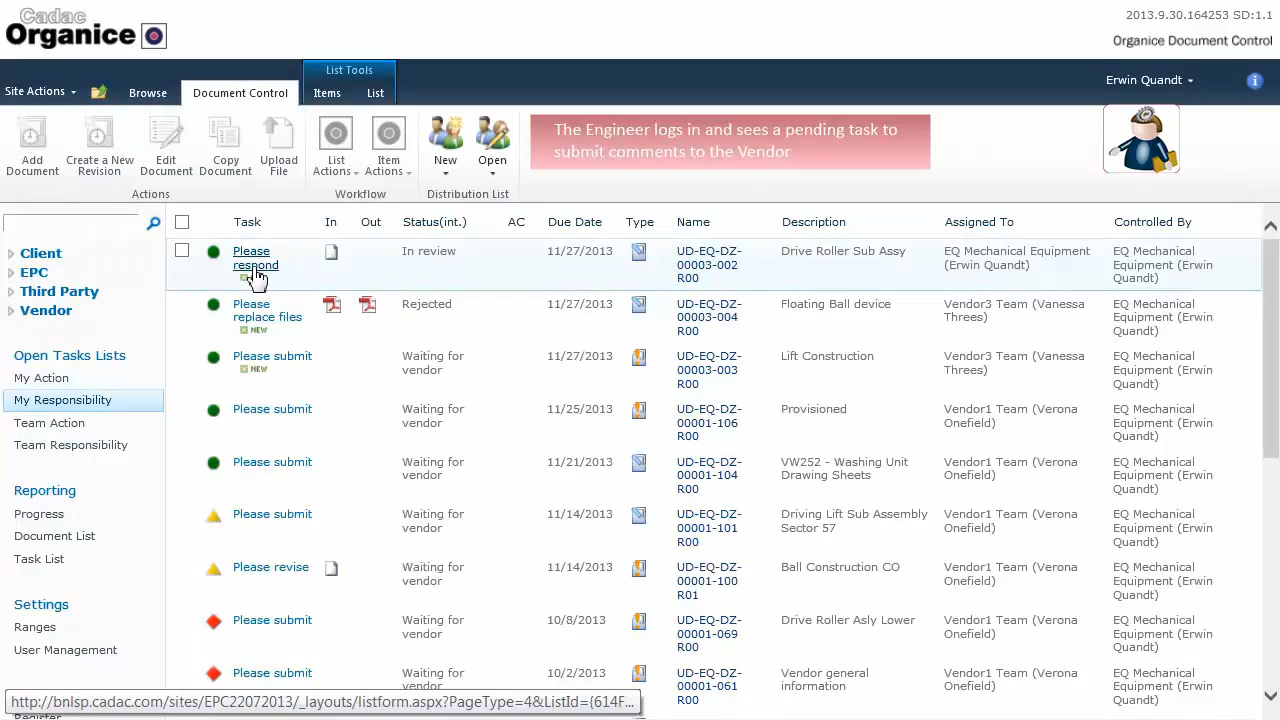 Cadac
Organice
2013.9.30.164253 SD:1.1
Organice Document Control
List Tools
Site Actions
Browse
Document Control
Items
List
Erwin Quandt
Add
Document
Create a New
Revision
Edit
Document
Copy
Document
Upload
File
List
Actions
Item
Actions
New
Open
Actions
Workflow
Distribution List
The Engineer logs in and sees a pending task to
submit comments to the Vendor
Client
EPC
Third Party
Vendor
Open Tasks Lists
My Action
My Responsibility
Team Action
Team Responsibility
Reporting
Progress
Document List
Task List
Settings
Ranges
User Management
Task In Out Status(int.) AC Due Date Type Name Description Assigned To Controlled By
Please
respond
In review
11/27/2013
UD-EQ-DZ-
00003-002
R00
Drive Roller Sub Assy
EQ Mechanical Equipment
(Erwin Quandt)
EQ Mechanical
Equipment (Erwin
Quandt)
Please
replace files
NEW
Rejected
11/27/2013
UD-EQ-DZ-
00003-004
R00
Floating Ball device
Vendor3 Team (Vanessa
Threes)
EQ Mechanical
Equipment (Erwin
Quandt)
Please submit
NEW
Waiting for
vendor
11/27/2013
UD-EQ-DZ-
00003-003
R00
Lift Construction
Vendor3 Team (Vanessa
Threes)
EQ Mechanical
Equipment (Erwin
Quandt)
Please submit
Waiting for
vendor
11/25/2013
UD-EQ-DZ-
00001-106
R00
Provisioned
Vendor1 Team (Verona
Onefield)
EQ Mechanical
Equipment (Erwin
Quandt)
Please submit
Waiting for
vendor
11/21/2013
UD-EQ-DZ-
00001-104
R00
VW252 - Washing Unit
Drawing Sheets
Vendor1 Team (Verona
Onefield)
EQ Mechanical
Equipment (Erwin
Quandt)
Please submit
Waiting for
vendor
11/14/2013
UD-EQ-DZ-
00001-101
R00
Driving Lift Sub Assembly
Sector 57
Vendor1 Team (Verona
Onefield)
EQ Mechanical
Equipment (Erwin
Quandt)
Please revise
Waiting for
vendor
11/14/2013
UD-EQ-DZ-
00001-100
R01
Ball Construction CO
Vendor1 Team (Verona
Onefield)
EQ Mechanical
Equipment (Erwin
Quandt)
Please submit
Waiting for
vendor
10/8/2013
UD-EQ-DZ-
00001-069
R00
Drive Roller Asly Lower
Vendor1 Team (Verona
Onefield)
EQ Mechanical
Equipment (Erwin
Quandt)
Please submit
Waiting for
10/2/2013
UD-EQ-DZ-
00001-061
R00
Vendor general
information
Vendor1 Team (Verona
Onefield)
EQ Mechanical
Equipment (Erwin
Quandt)
http://bnlsp.cadac.com/sites/EPC22072013/_layouts/listform.aspx?PageType=4&ListId={614F...